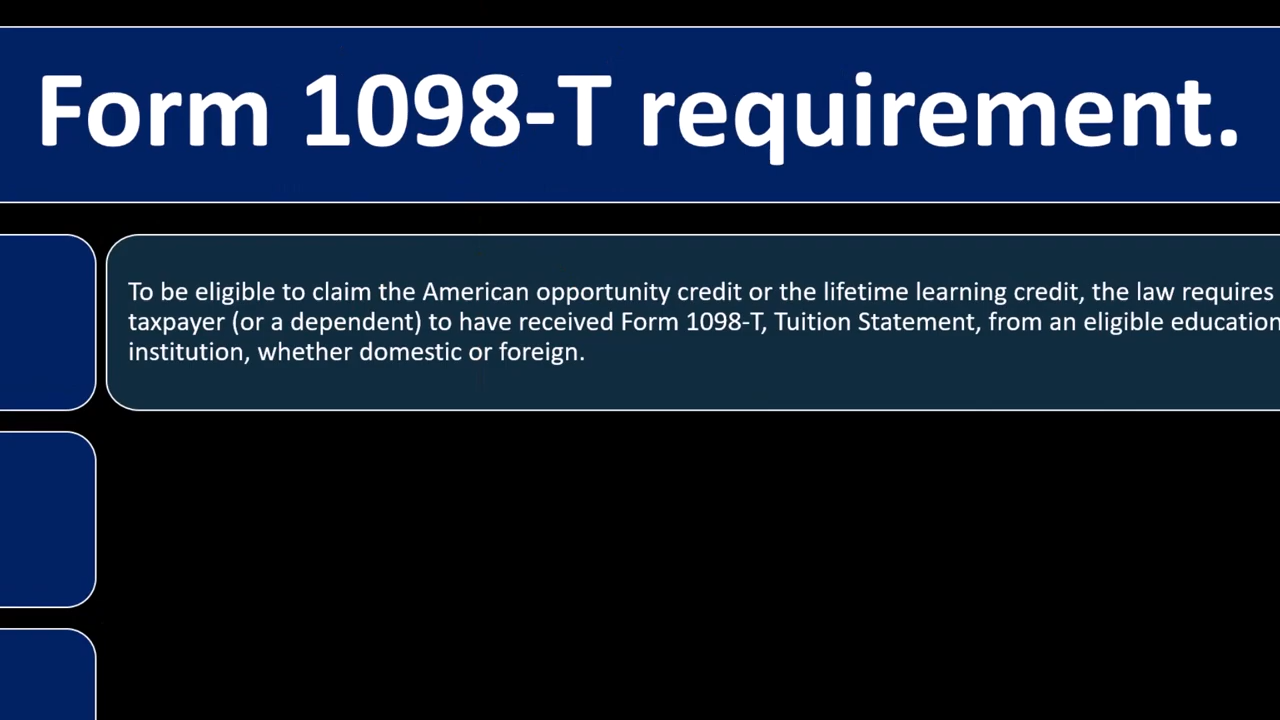 Form 1098-T requirement.
To be eligible to claim the American opportunity credit or the lifetime learning credit, the law requires
taxpayer (or a dependent) to have received Form 1098-T, Tuition Statement, from an eligible education
institution, whether domestic or foreign.